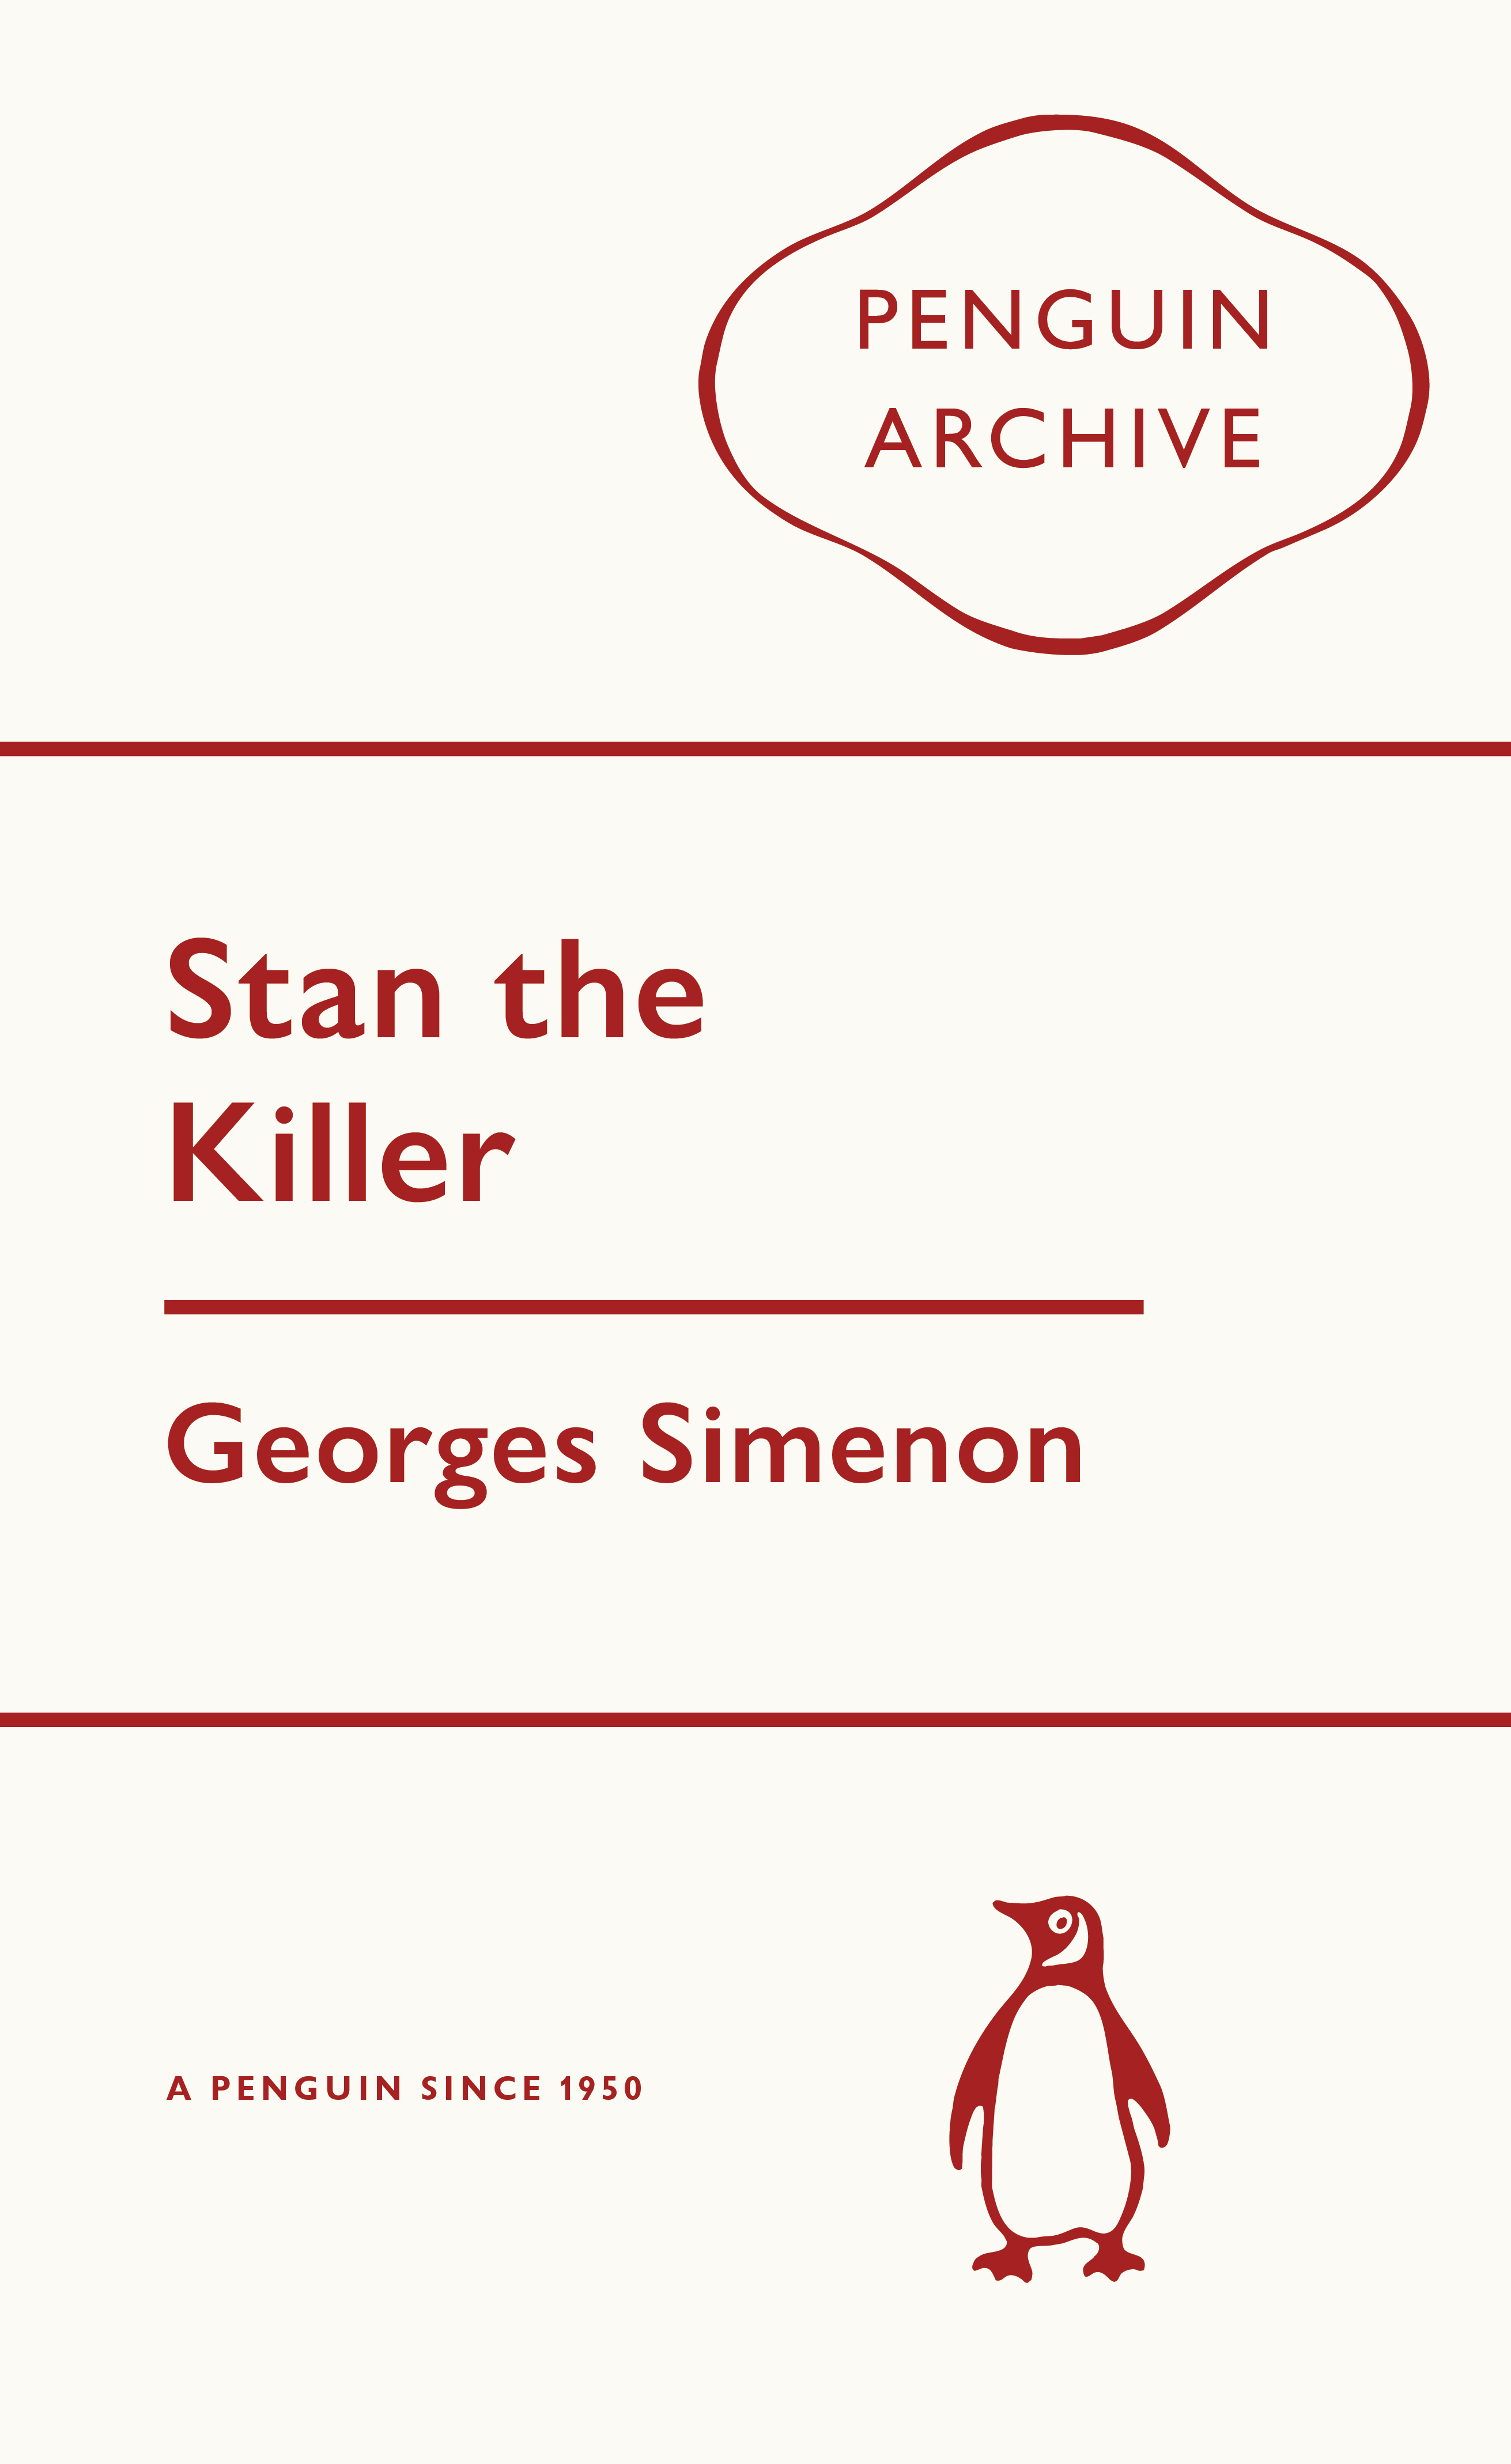 PENGUIN
ARCHIVE
Stan the
Killer
Georges Simenon
A PENGUIN SINCE 1950